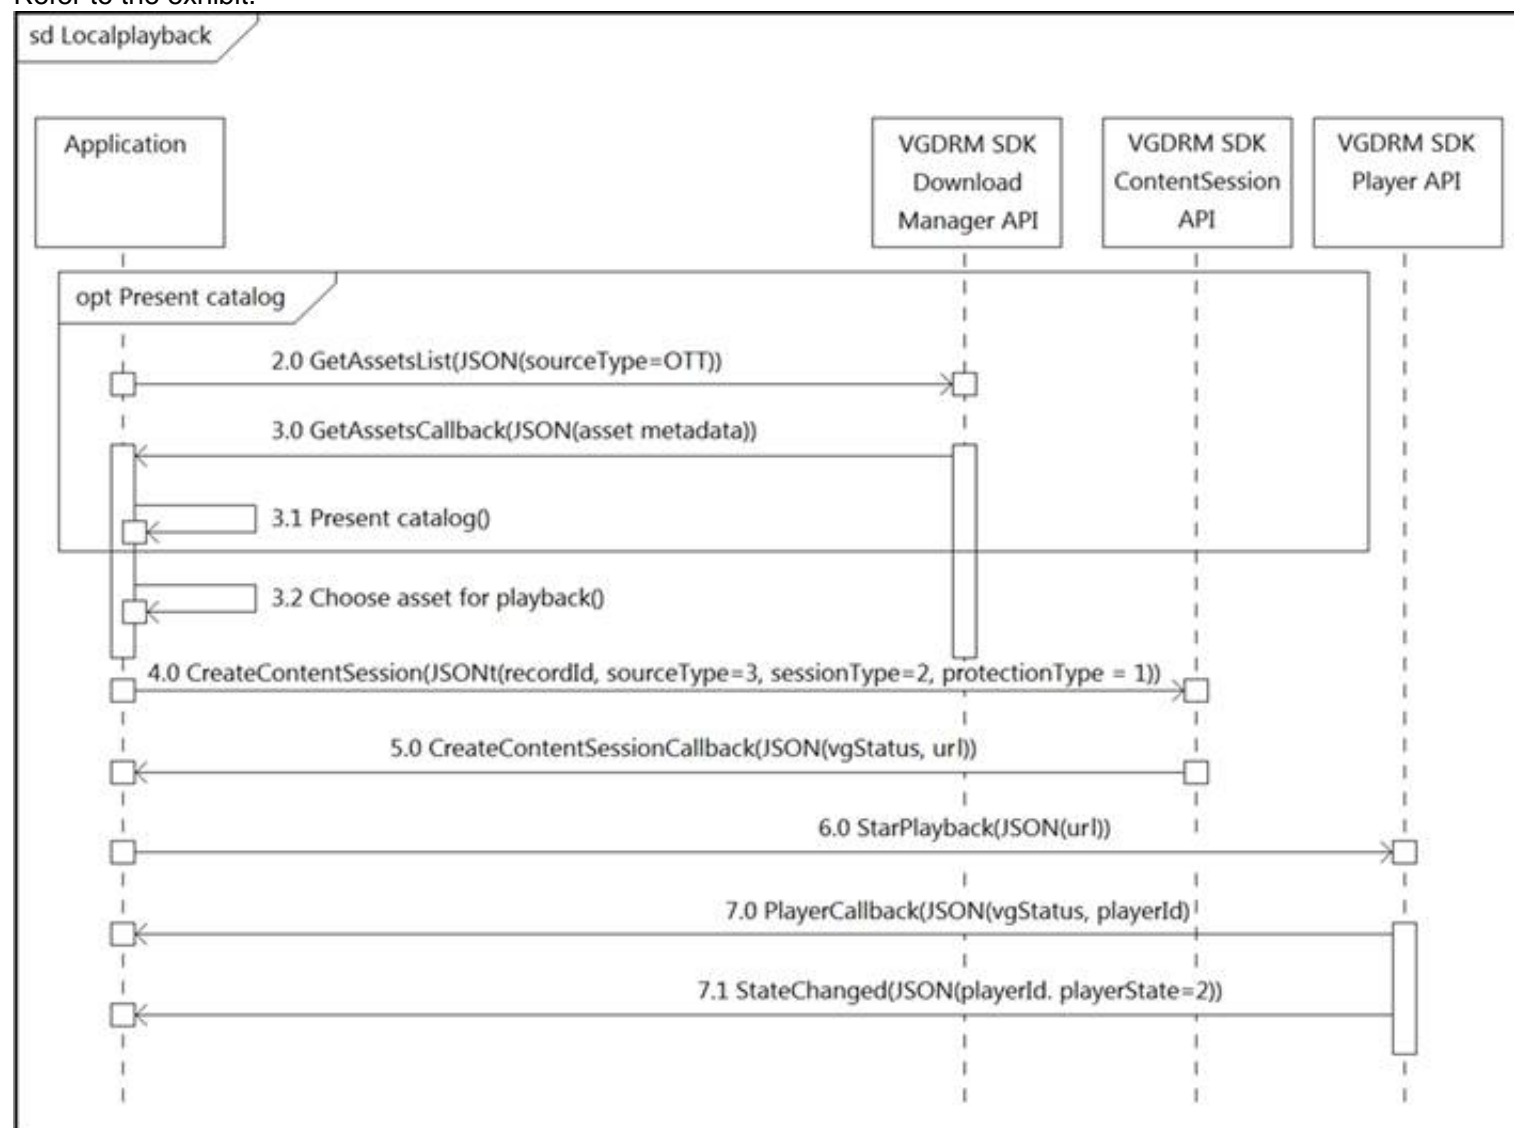 Refer to the exhibit.
sd Localplayback
Application
VGDRM SDK
Download
Manager API
VGDRM SDK
ContentSession
API
VGDRM SDK
Player API
opt Present catalog
2.0 GetAssetsList(JSON(sourceType=OTT))
3.0 GetAssetsCallback(JSON(asset metadata))
3.1 Present catalog()
3.2 Choose asset for playback()
4.0 CreateContentSession(JSONt(recordId, sourceType=3, sessionType=2, protectionType = 1))
5.0 CreateContentSessionCallback(JSON(vgStatus, url))
6.0 StarPlayback(JSON(url))
7.0 PlayerCallback(JSON(vgStatus, playerId)
7.1 StateChanged(JSON(playerId. playerState=2))